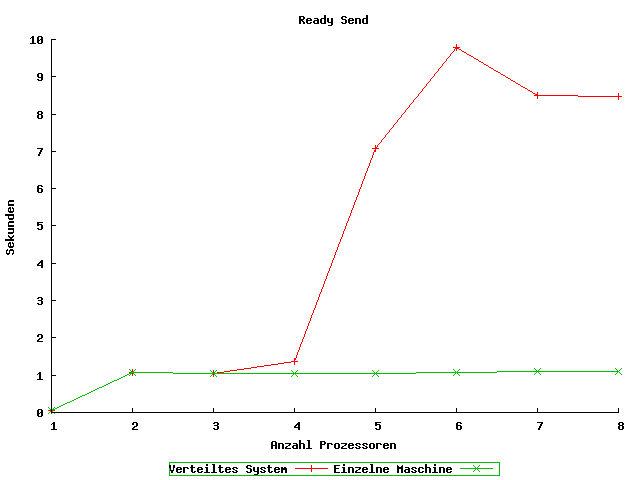 Ready Send
10
9
8
7
6
5
4
3
2
1
0
Sekunden
1 2 3 4 5 6 7 8
Anzahl Prozessoren
Verteiltes System Einzelne Maschine